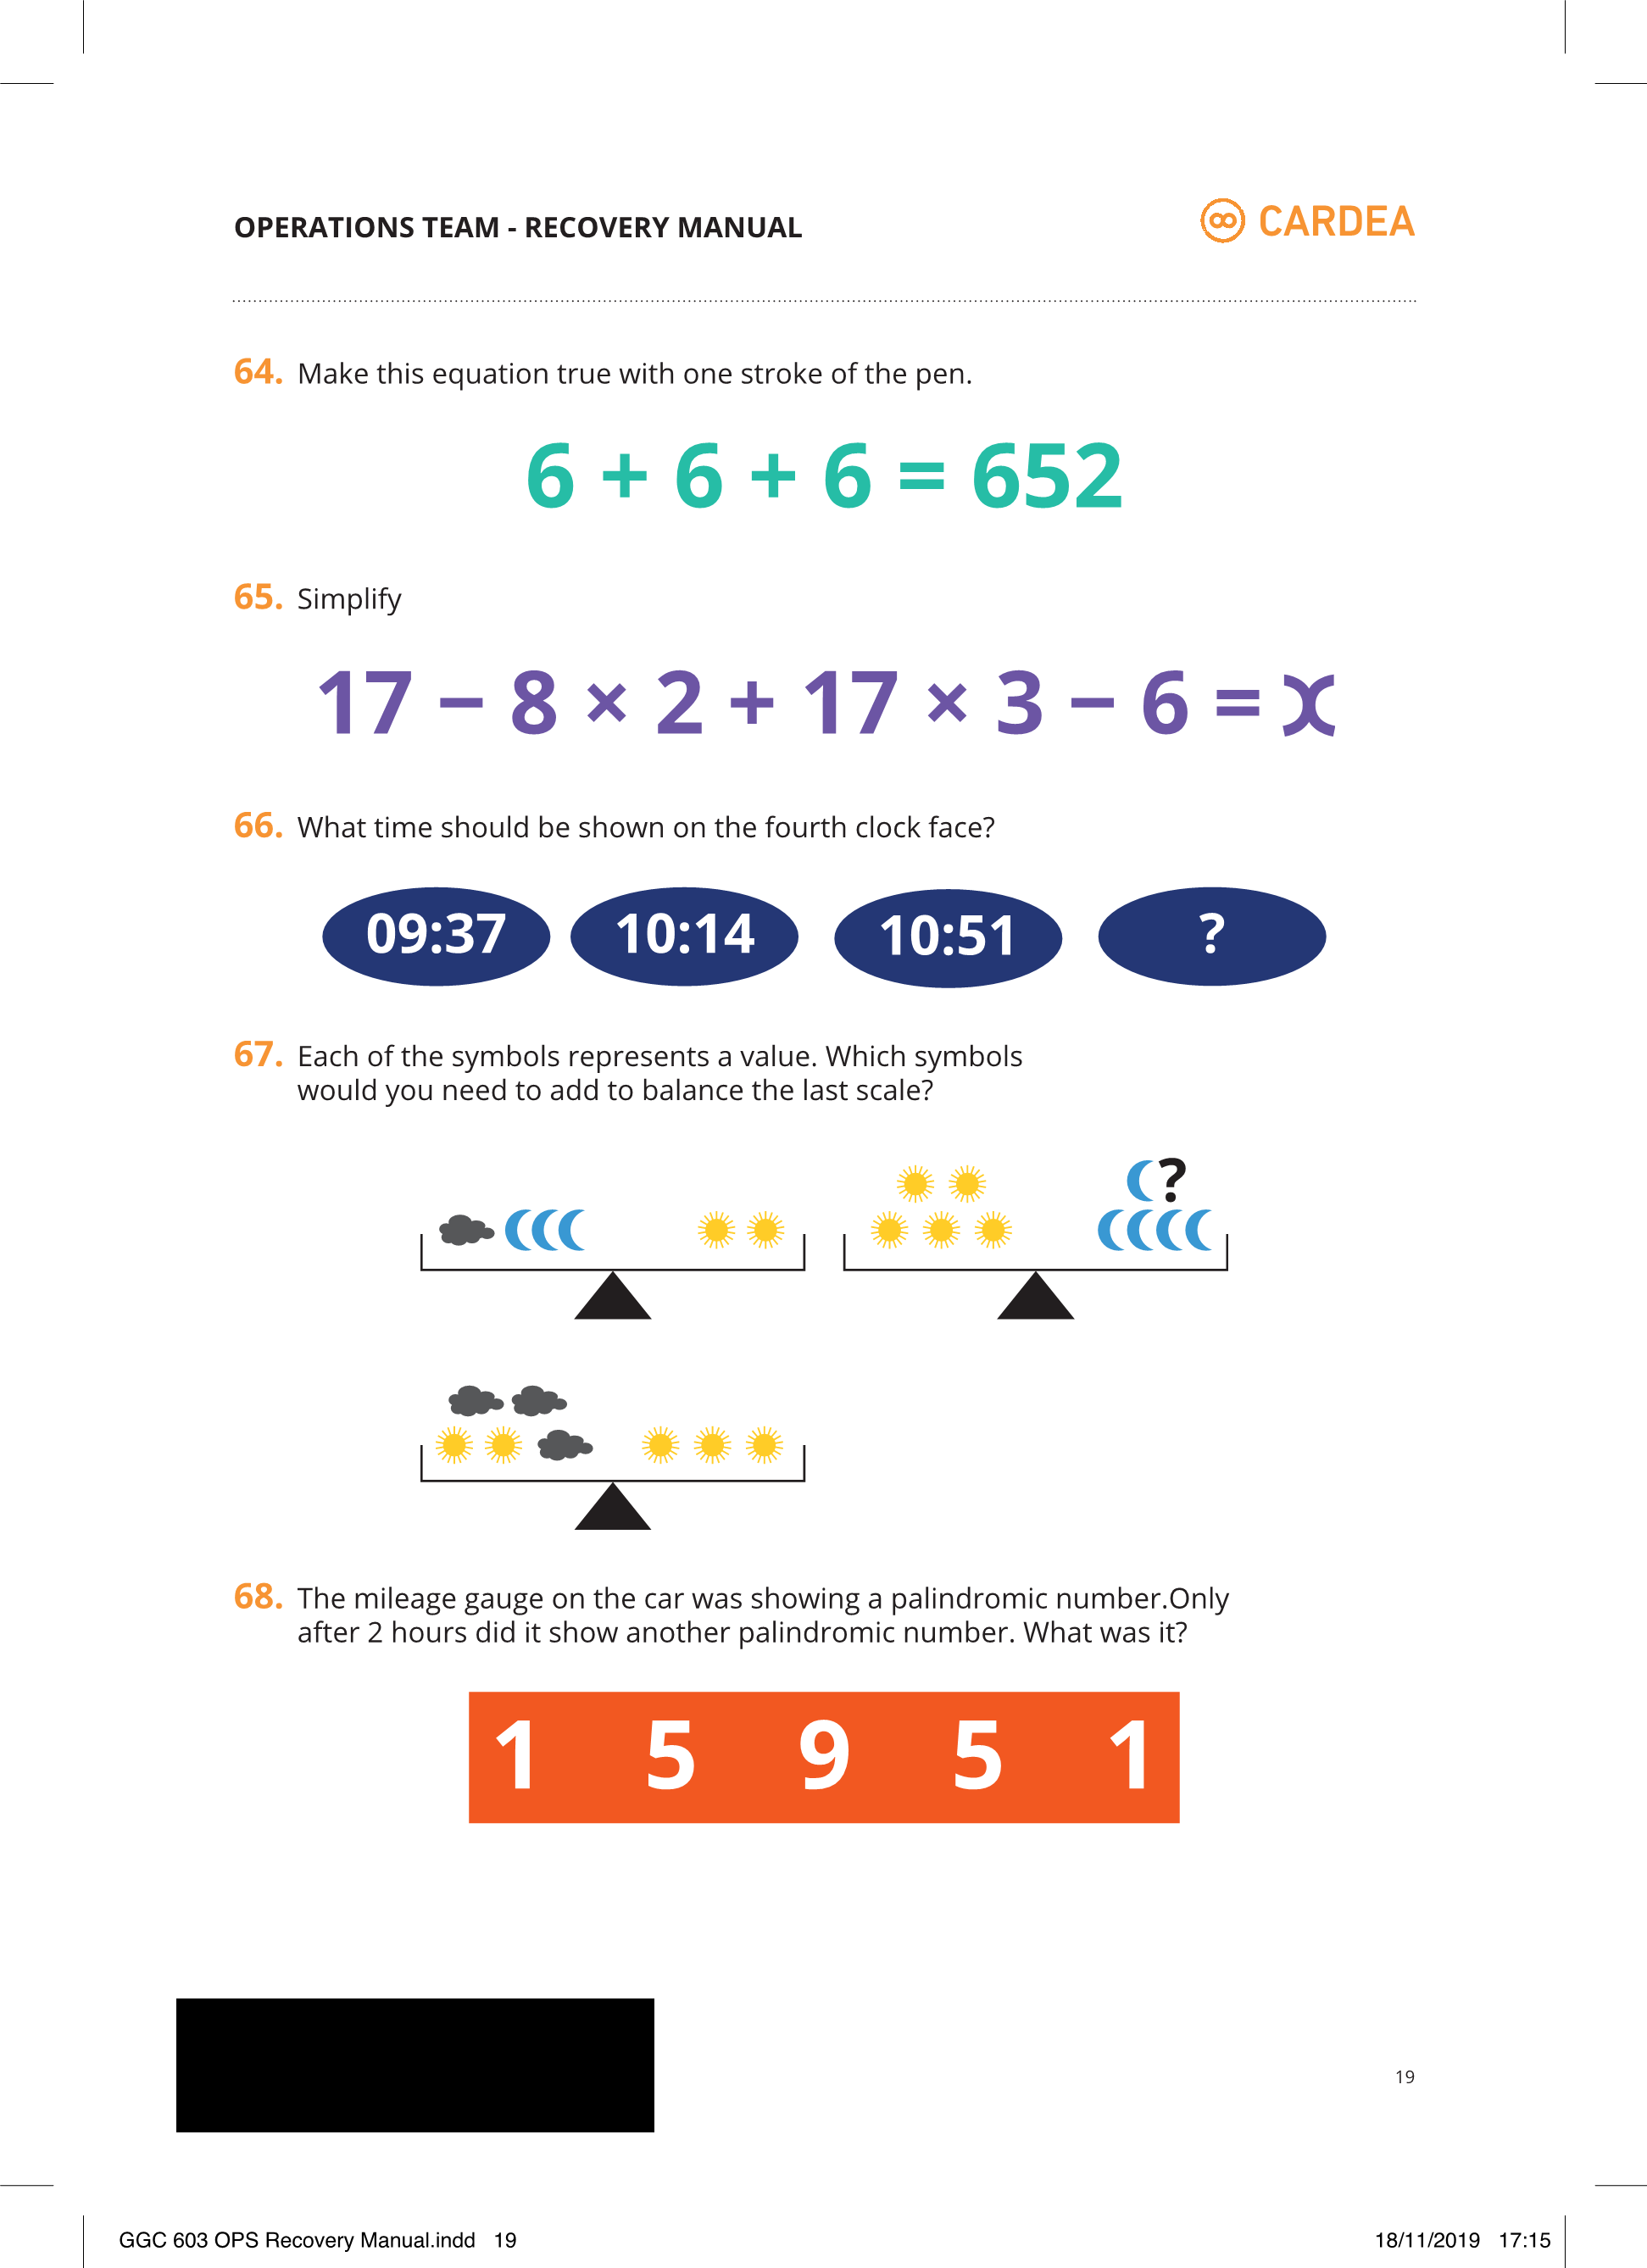 OPERATIONS TEAM - RECOVERY MANUAL
CARDEA
64. Make this equation true with one stroke of the pen.
6 + 6 + 6 = 652
65. Simplify
17 – 8 × 2 + 17 × 3 – 6 = x
66. What time should be shown on the fourth clock face?
09:37 10:14 10:51 ?
67. Each of the symbols represents a value. Which symbols
would you need to add to balance the last scale?
?
68. The mileage gauge on the car was showing a palindromic number.Only
after 2 hours did it show another palindromic number. What was it?
1 5 9 5 1
19
GGC 603 OPS Recovery Manual.indd 19
18/11/2019 17:15